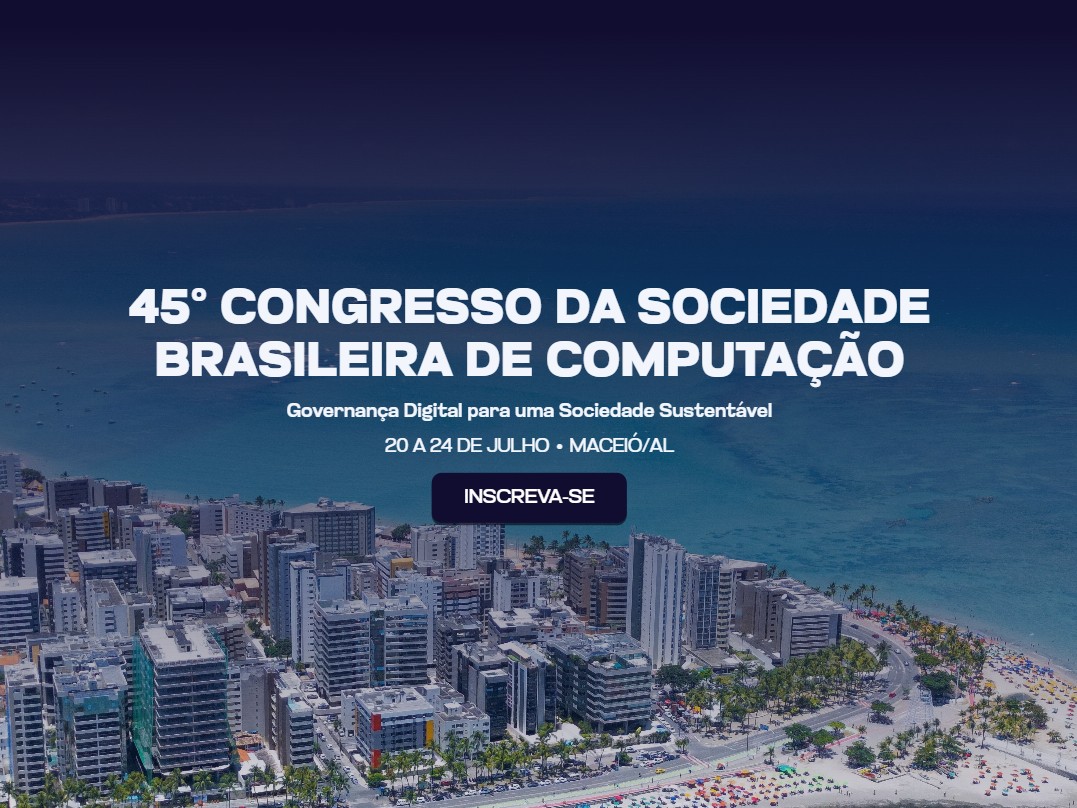 45º CONGRESSO DA SOCIEDADE
BRASILEIRA DE COMPUTAÇÃO
Governança Digital para uma Sociedade Sustentável
20 A 24 DE JULHO • MACEIÓ/AL
INSCREVA-SE